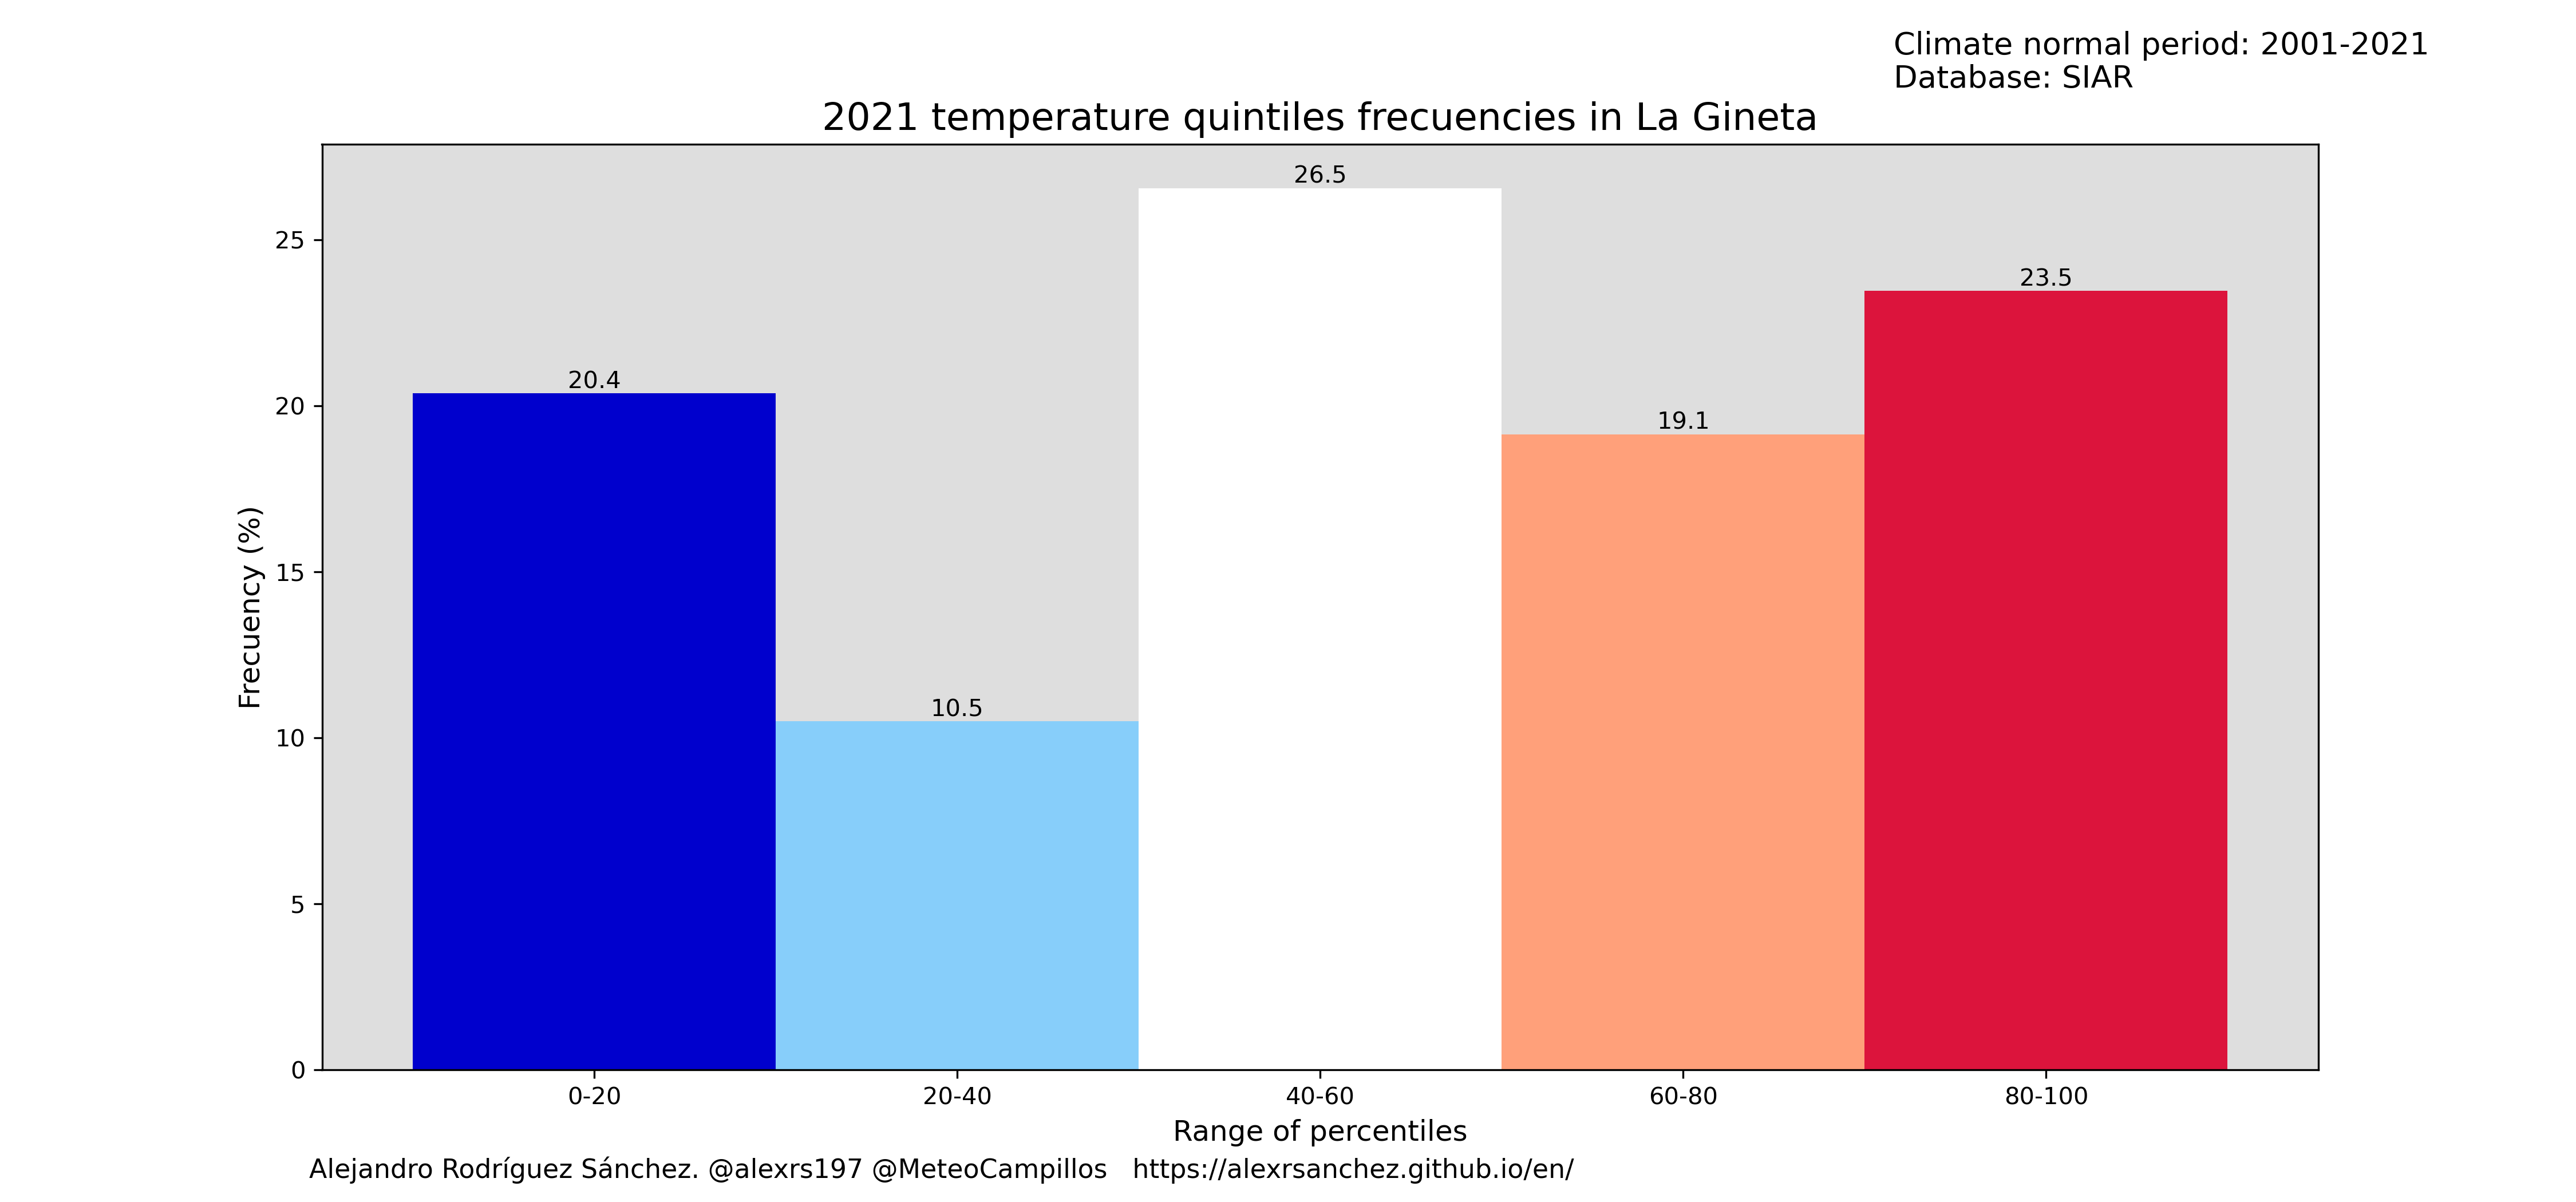 Climate normal period: 2001-2021
Database: SIAR
2021 temperature quintiles frecuencies in La Gineta
26.5
25
23.5
20.4
20
19.1
Frecuency (%)
15
10.5
10
5
0
0-20 20-40 40-60 60-80 80-100
Range of percentiles
Alejandro Rodríguez Sánchez. @alexrs197 @MeteoCampillos https://alexrsanchez.github.io/en/